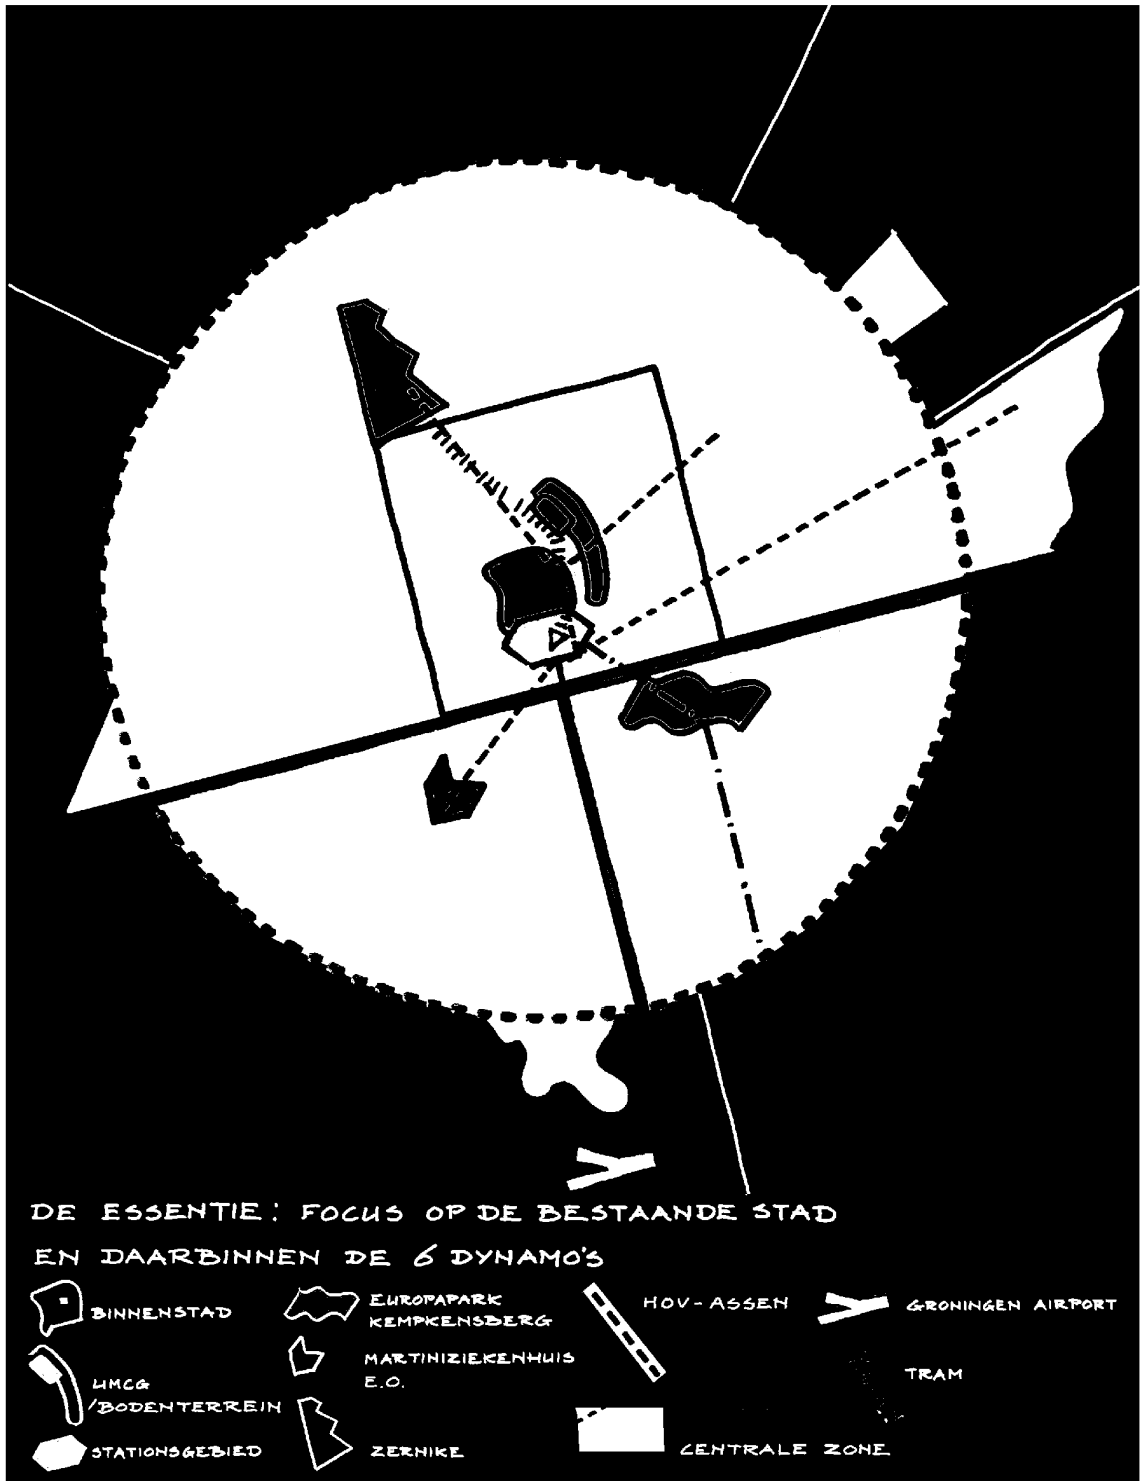 DE ESSENTIE: FOCUS OP DE BESTAANDE STAD
EN DAARBINNEN DE 6 DYNAMO'S
BINNENSTAD
UMCG
/BODENTERREIN
STATIONSGEBIED
EUROPAPARK
KEMPKENSBERG
MARTINIZIEKENHUIS
E.O.
ZERNIKE
HOV-ASSEN
CENTRALE ZONE
GRONINGEN AIRPORT
TRAM